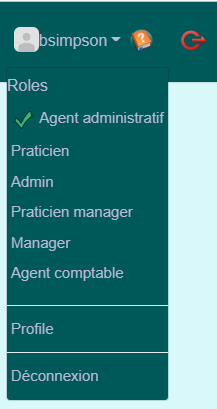 bsimpson
Roles
Agent administratif
Praticien
Admin
Praticien manager
Manager
Agent comptable
Profile
Déconnexion